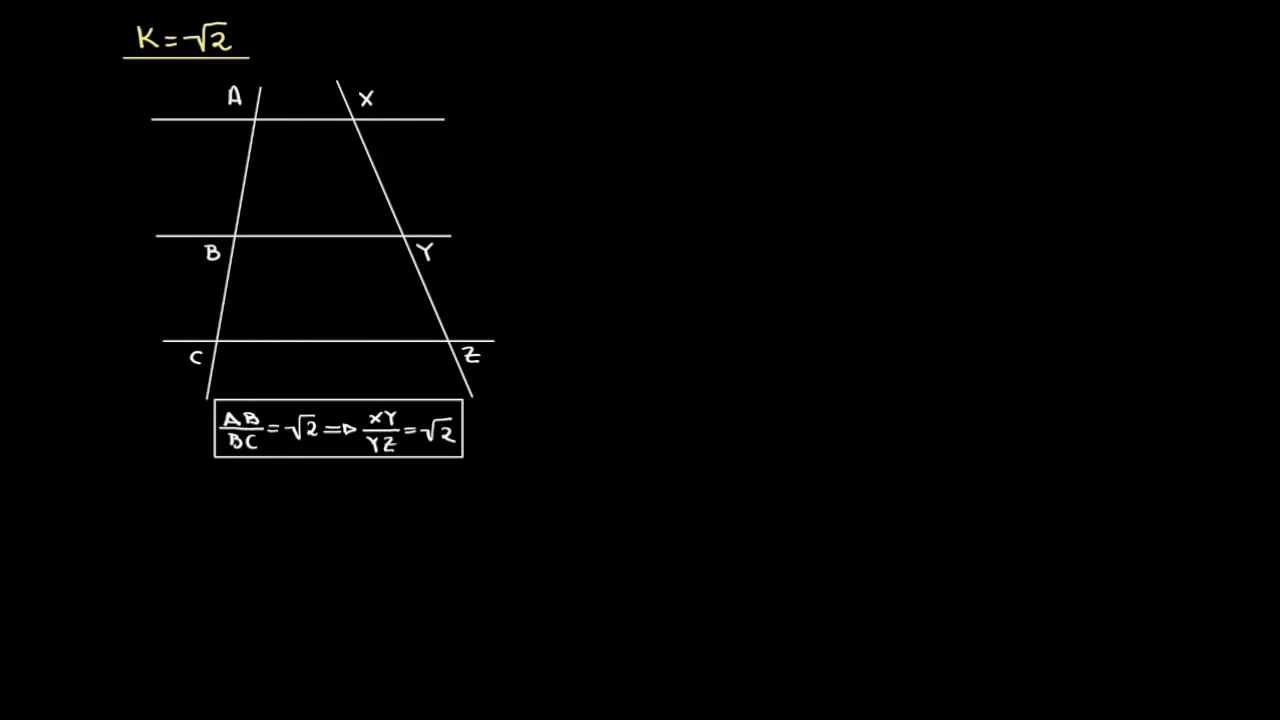 K = √2
A X
B Y
C Z
AB/BC = √2 ⇒ XY/YZ = √2